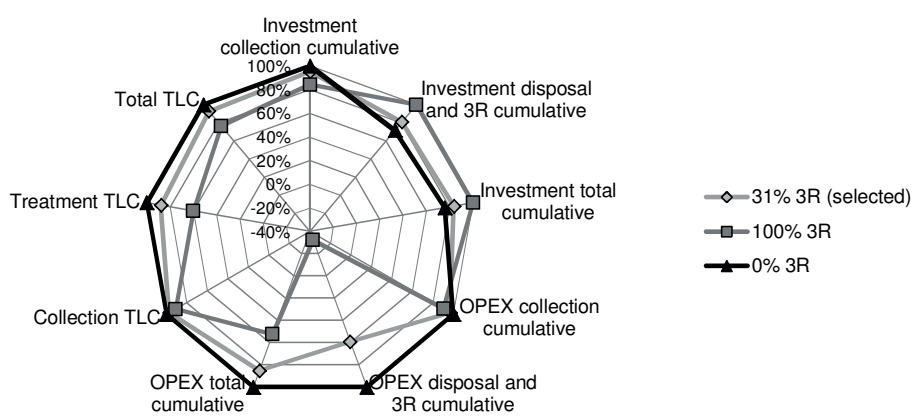 Investment
collection cumulative
100%
80%
60%
40%
20%
0%
-20%
-40%
Investment disposal
and 3R cumulative
Investment total
cumulative
OPEX collection
cumulative
OPEX disposal and
3R cumulative
OPEX total
cumulative
Collection TLC
Treatment TLC
Total TLC
31% 3R (selected)
100% 3R
0% 3R